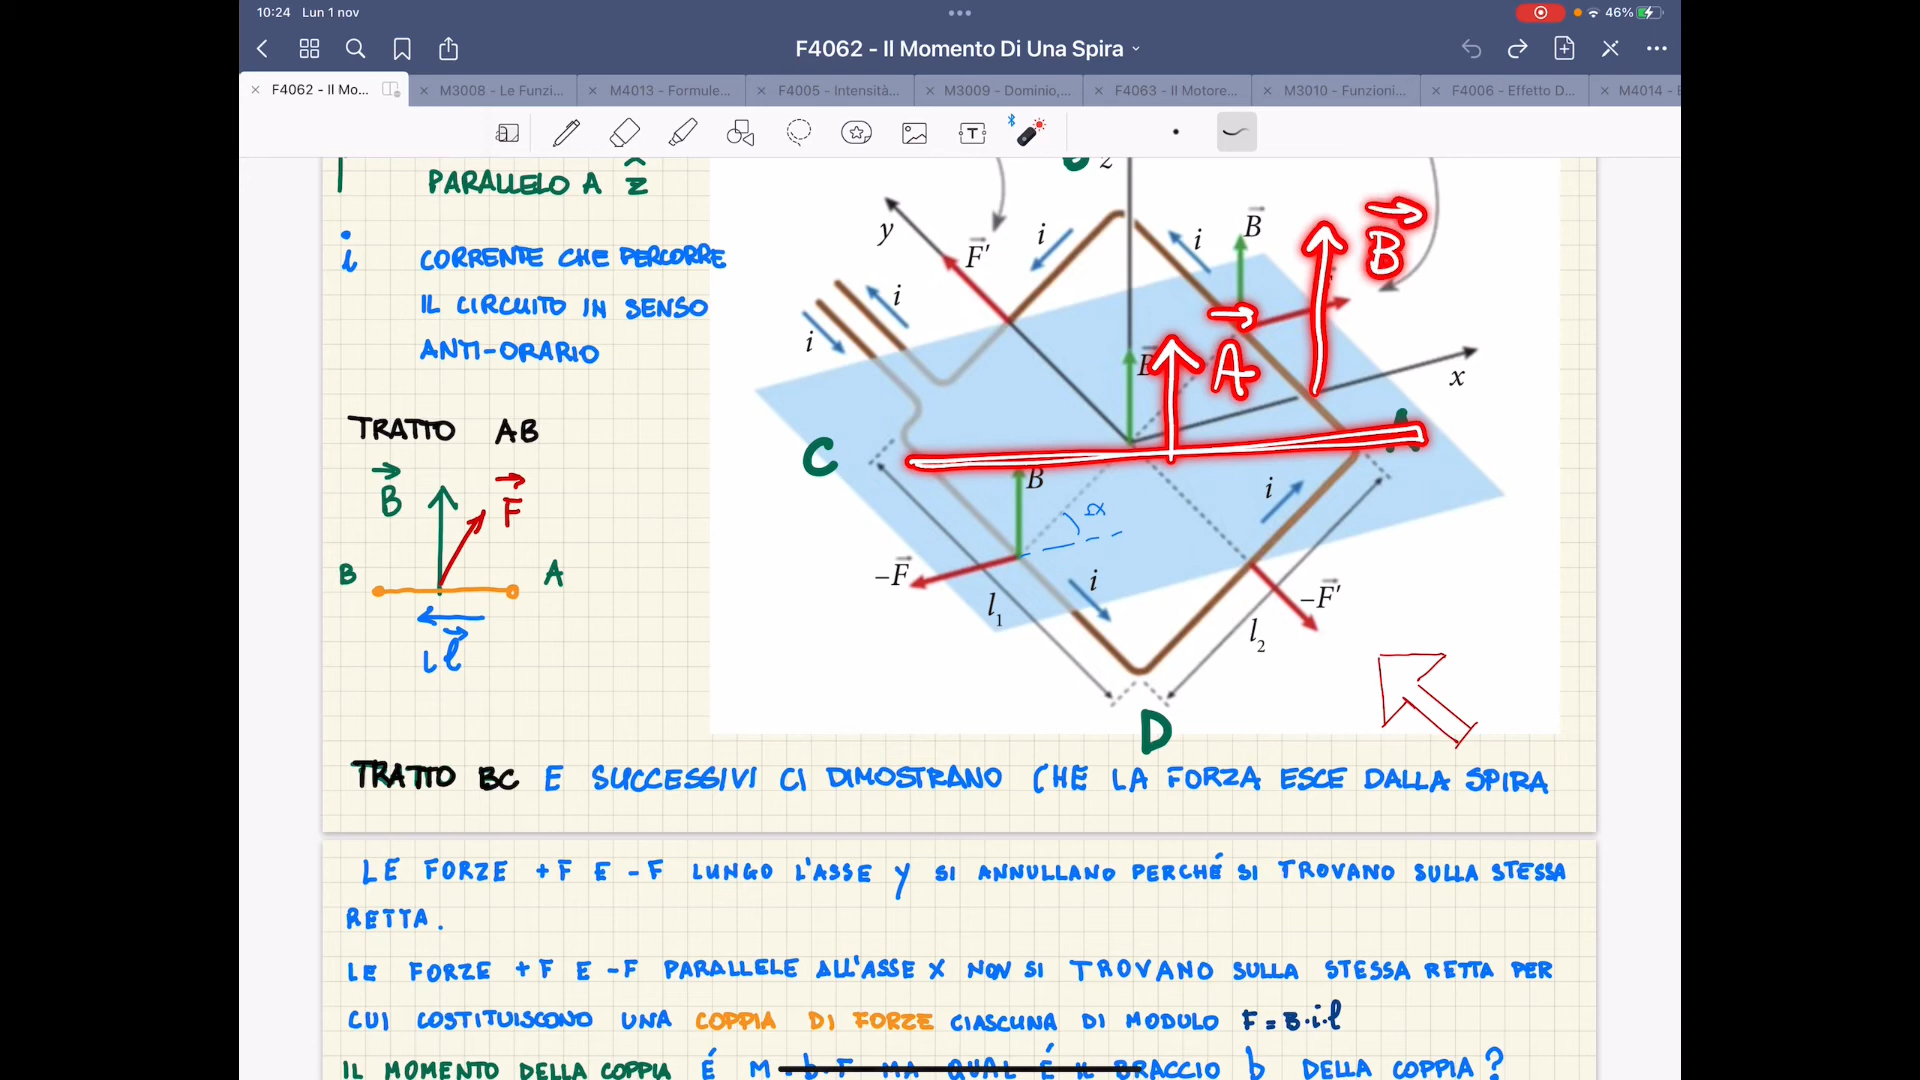 10:24 Lun 1 nov
46%
F4062 - Il Momento Di Una Spira
F4062 - Il Mo...
M3008 - Le Funzi...
M4013 - Formule...
F4005 - Intensità...
M3009 - Dominio,...
F4063 - Il Motore...
M3010 - Funzioni...
F4006 - Effetto D...
M4014 -
PARALLELO A ẑ
i CORRENTE CHE PERCORRE
IL CIRCUITO IN SENSO
ANTI-ORARIO
TRATTO AB
B F
B A
i l
z
y F' i i B B
i
i
A
x
C B A
i
α
-F
i
l1
-F'
l2
D
TRATTO BC E SUCCESSIVI CI DIMOSTRANO CHE LA FORZA ESCE DALLA SPIRA
LE FORZE +F E -F LUNGO L'ASSE y SI ANNULLANO PERCHÉ SI TROVANO SULLA STESSA
RETTA.
LE FORZE +F E -F PARALLELE ALL'ASSE X NON SI TROVANO SULLA STESSA RETTA PER
CUI COSTITUISCONO UNA COPPIA DI FORZE CIASCUNA DI MODULO F=B·i·l
IL MOMENTO DELLA COPPIA É M = b·F MA QUAL É IL BRACCIO b DELLA COPPIA?